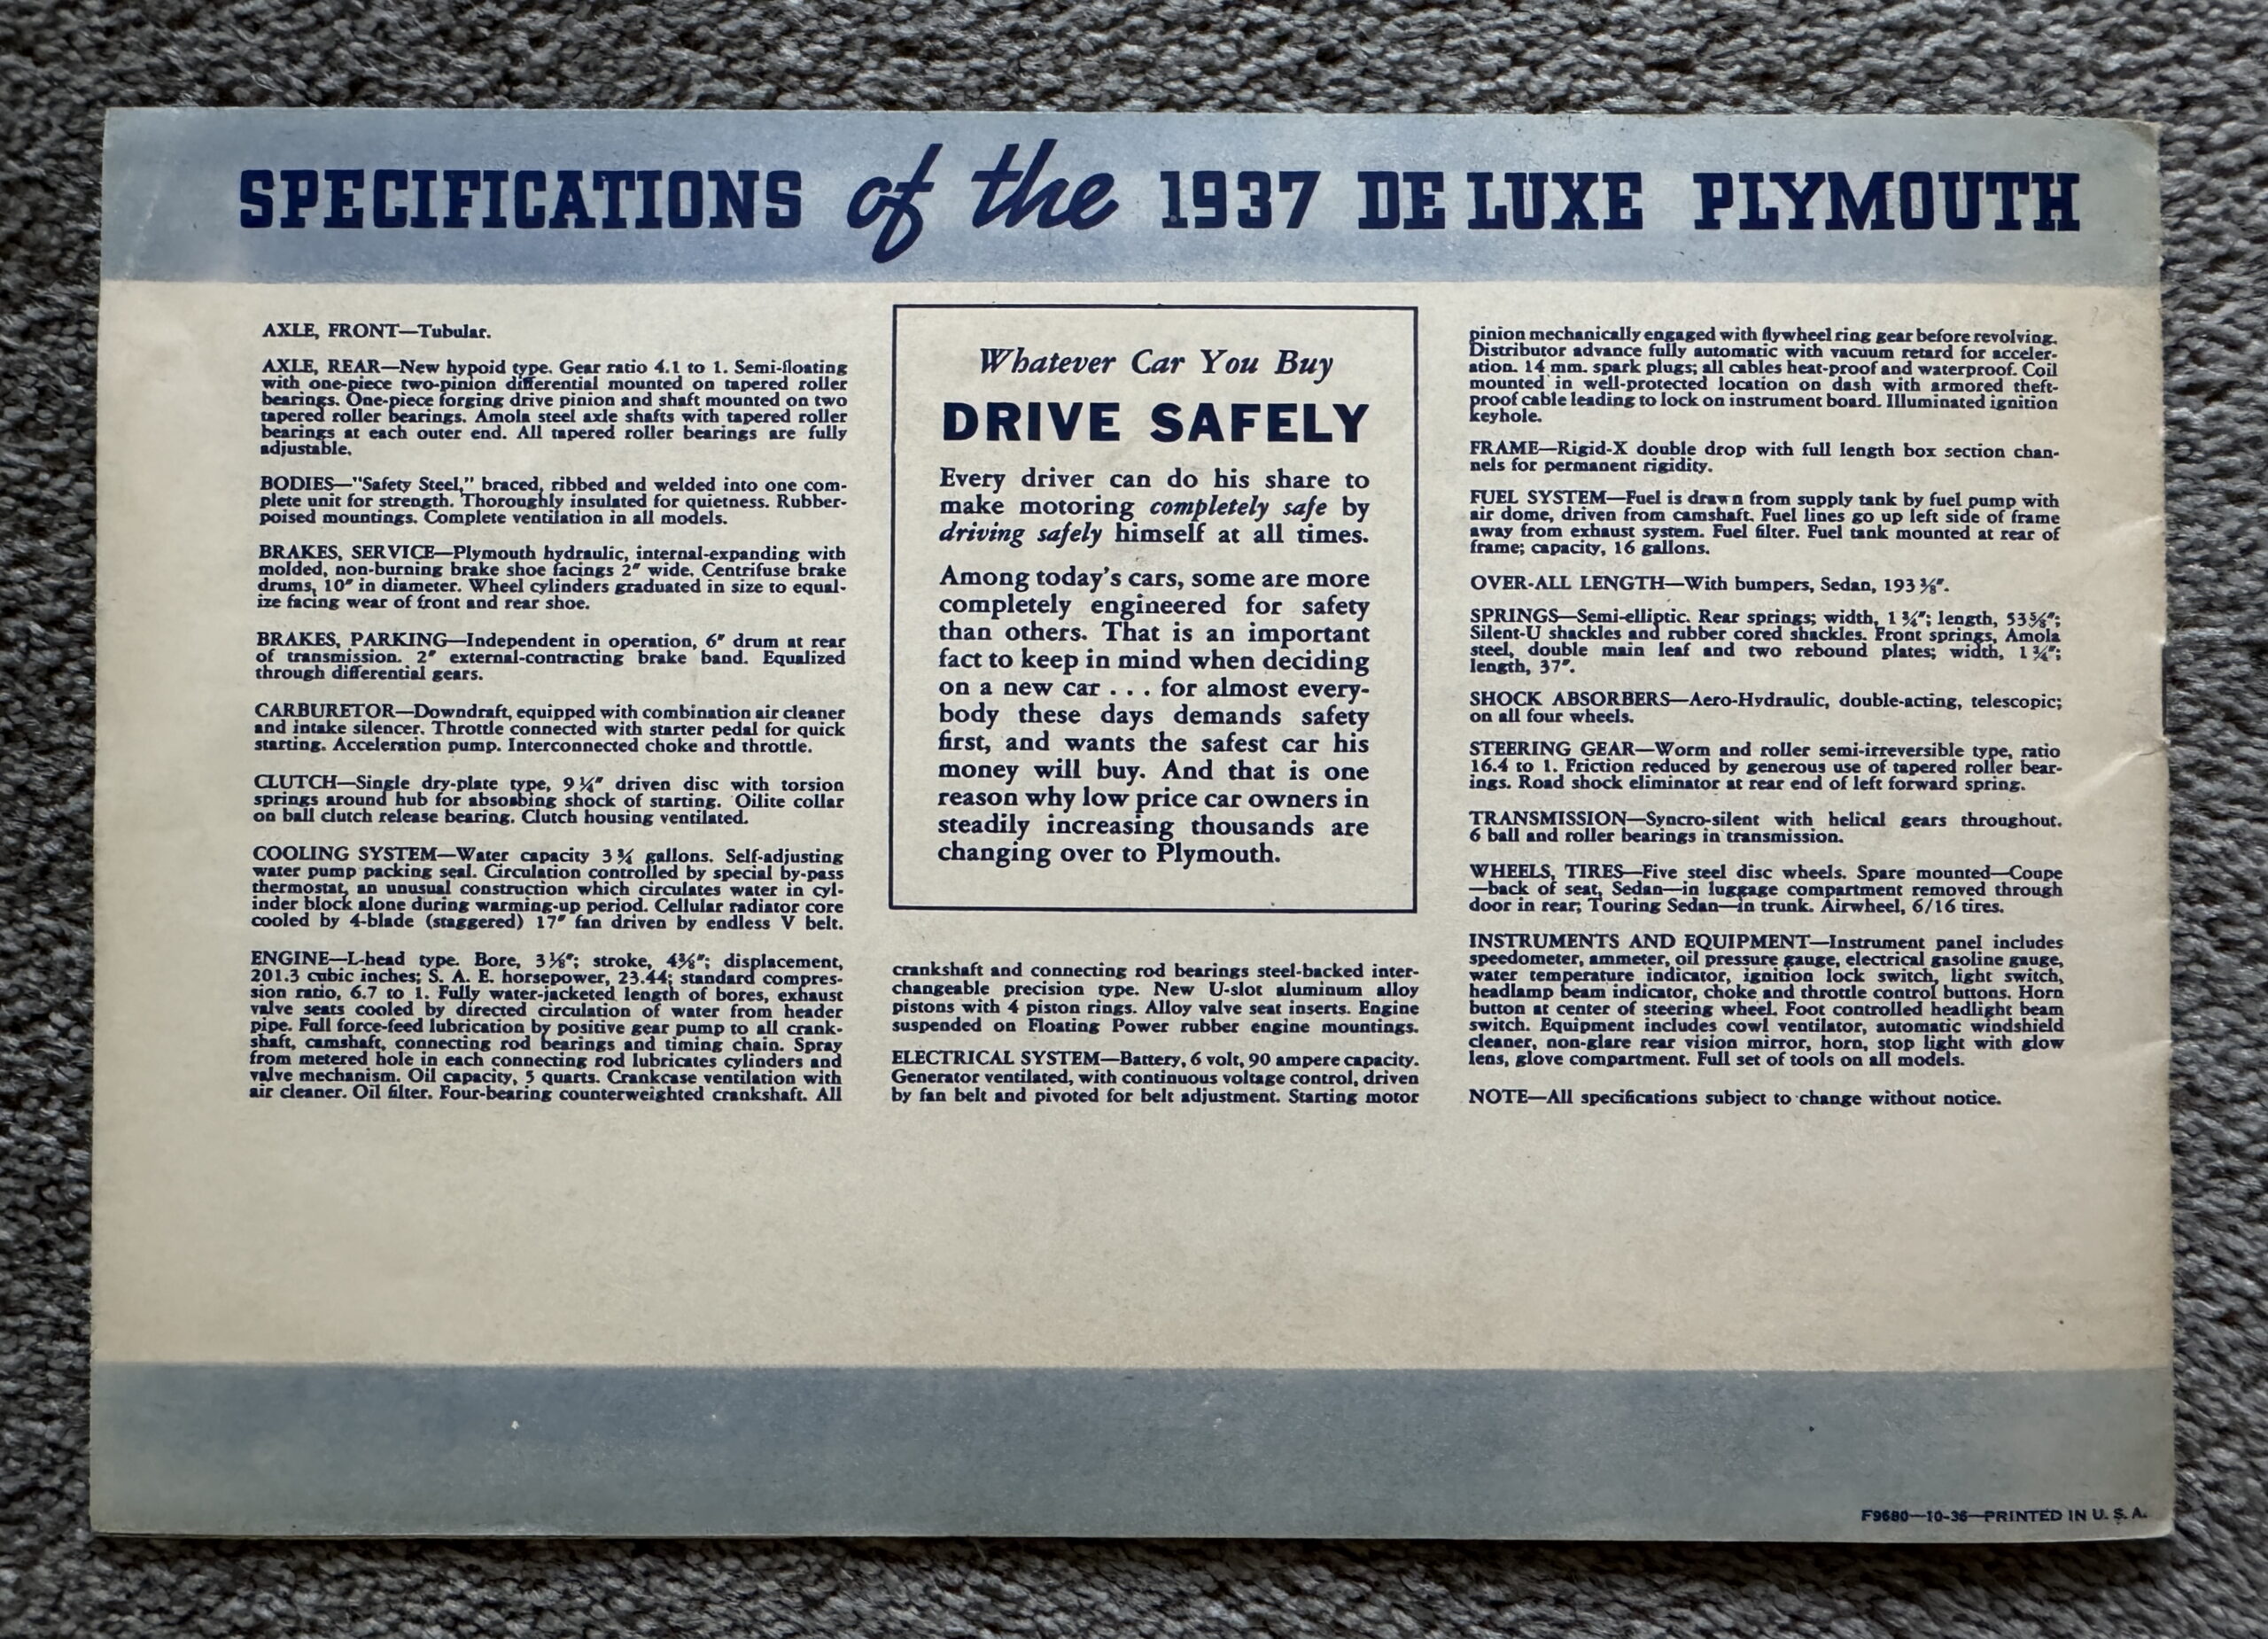 SPECIFICATIONS of the 1937 DE LUXE PLYMOUTH
AXLE, FRONT—Tubular.
AXLE, REAR—New hypoid type. Gear ratio 4.1 to 1. Semi-floating
with one-piece two-pinion differential mounted on tapered roller
bearings. One-piece forging drive pinion and shaft mounted on two
tapered roller bearings. Amola steel axle shafts with tapered roller
bearings at each outer end. All tapered roller bearings are fully
adjustable.
BODIES—"Safety Steel," braced, ribbed and welded into one com-
plete unit for strength. Thoroughly insulated for quietness. Rubber-
poised mountings. Complete ventilation in all models.
BRAKES, SERVICE—Plymouth hydraulic, internal-expanding with
molded, non-burning brake shoe facings 2" wide. Centrifuse brake
drums, 10" in diameter. Wheel cylinders graduated in size to equal-
ize facing wear of front and rear shoe.
BRAKES, PARKING—Independent in operation, 6" drum at rear
of transmission. 2" external-contracting brake band. Equalized
through differential gears.
CARBURETOR—Downdraft, equipped with combination air cleaner
and intake silencer. Throttle connected with starter pedal for quick
starting. Acceleration pump. Interconnected choke and throttle.
CLUTCH—Single dry-plate type, 9¼" driven disc with torsion
springs around hub for absorbing shock of starting. Oilite collar
on ball clutch release bearing. Clutch housing ventilated.
COOLING SYSTEM—Water capacity 3¾ gallons. Self-adjusting
water pump packing seal. Circulation controlled by special by-pass
thermostat, an unusual construction which circulates water in cyl-
inder block alone during warming-up period. Cellular radiator core
cooled by 4-blade (staggered) 17" fan driven by endless V belt.
ENGINE—L-head type. Bore, 3⅛"; stroke, 4⅜"; displacement,
201.3 cubic inches; S. A. E. horsepower, 23.44; standard compres-
sion ratio, 6.7 to 1. Fully water-jacketed length of bores, exhaust
valve seats cooled by directed circulation of water from header
pipe. Full force-feed lubrication by positive gear pump to all crank-
shaft, camshaft, connecting rod bearings and timing chain. Spray
from metered hole in each connecting rod lubricates cylinders and
valve mechanism. Oil capacity, 5 quarts. Crankcase ventilation with
air cleaner. Oil filter. Four-bearing counterweighted crankshaft. All
Whatever Car You Buy
DRIVE SAFELY
Every driver can do his share to
make motoring completely safe by
driving safely himself at all times.
Among today's cars, some are more
completely engineered for safety
than others. That is an important
fact to keep in mind when deciding
on a new car . . . for almost every-
body these days demands safety
first, and wants the safest car his
money will buy. And that is one
reason why low price car owners in
steadily increasing thousands are
changing over to Plymouth.
crankshaft and connecting rod bearings steel-backed inter-
changeable precision type. New U-slot aluminum alloy
pistons with 4 piston rings. Alloy valve seat inserts. Engine
suspended on Floating Power rubber engine mountings.
ELECTRICAL SYSTEM—Battery, 6 volt, 90 ampere capacity.
Generator ventilated, with continuous voltage control, driven
by fan belt and pivoted for belt adjustment. Starting motor
pinion mechanically engaged with flywheel ring gear before revolving.
Distributor advance fully automatic with vacuum retard for acceler-
ation. 14 mm. spark plugs; all cables heat-proof and waterproof. Coil
mounted in well-protected location on dash with armored theft-
proof cable leading to lock on instrument board. Illuminated ignition
keyhole.
FRAME—Rigid-X double drop with full length box section chan-
nels for permanent rigidity.
FUEL SYSTEM—Fuel is drawn from supply tank by fuel pump with
air dome, driven from camshaft. Fuel lines go up left side of frame
away from exhaust system. Fuel filter. Fuel tank mounted at rear of
frame; capacity, 16 gallons.
OVER-ALL LENGTH—With bumpers, Sedan, 193⅜".
SPRINGS—Semi-elliptic. Rear springs; width, 1¾"; length, 53⅝";
Silent-U shackles and rubber cored shackles. Front springs, Amola
steel, double main leaf and two rebound plates; width, 1¾";
length, 37".
SHOCK ABSORBERS—Aero-Hydraulic, double-acting, telescopic;
on all four wheels.
STEERING GEAR—Worm and roller semi-irreversible type, ratio
16.4 to 1. Friction reduced by generous use of tapered roller bear-
ings. Road shock eliminator at rear end of left forward spring.
TRANSMISSION—Syncro-silent with helical gears throughout.
6 ball and roller bearings in transmission.
WHEELS, TIRES—Five steel disc wheels. Spare mounted—Coupe
—back of seat, Sedan—in luggage compartment removed through
door in rear; Touring Sedan—in trunk. Airwheel, 6/16 tires.
INSTRUMENTS AND EQUIPMENT—Instrument panel includes
speedometer, ammeter, oil pressure gauge, electrical gasoline gauge,
water temperature indicator, ignition lock switch, light switch,
headlamp beam indicator, choke and throttle control buttons. Horn
button at center of steering wheel. Foot controlled headlight beam
switch. Equipment includes cowl ventilator, automatic windshield
cleaner, non-glare rear vision mirror, horn, stop light with glow
lens, glove compartment. Full set of tools on all models.
NOTE—All specifications subject to change without notice.
F9680—10-36—PRINTED IN U. S. A.